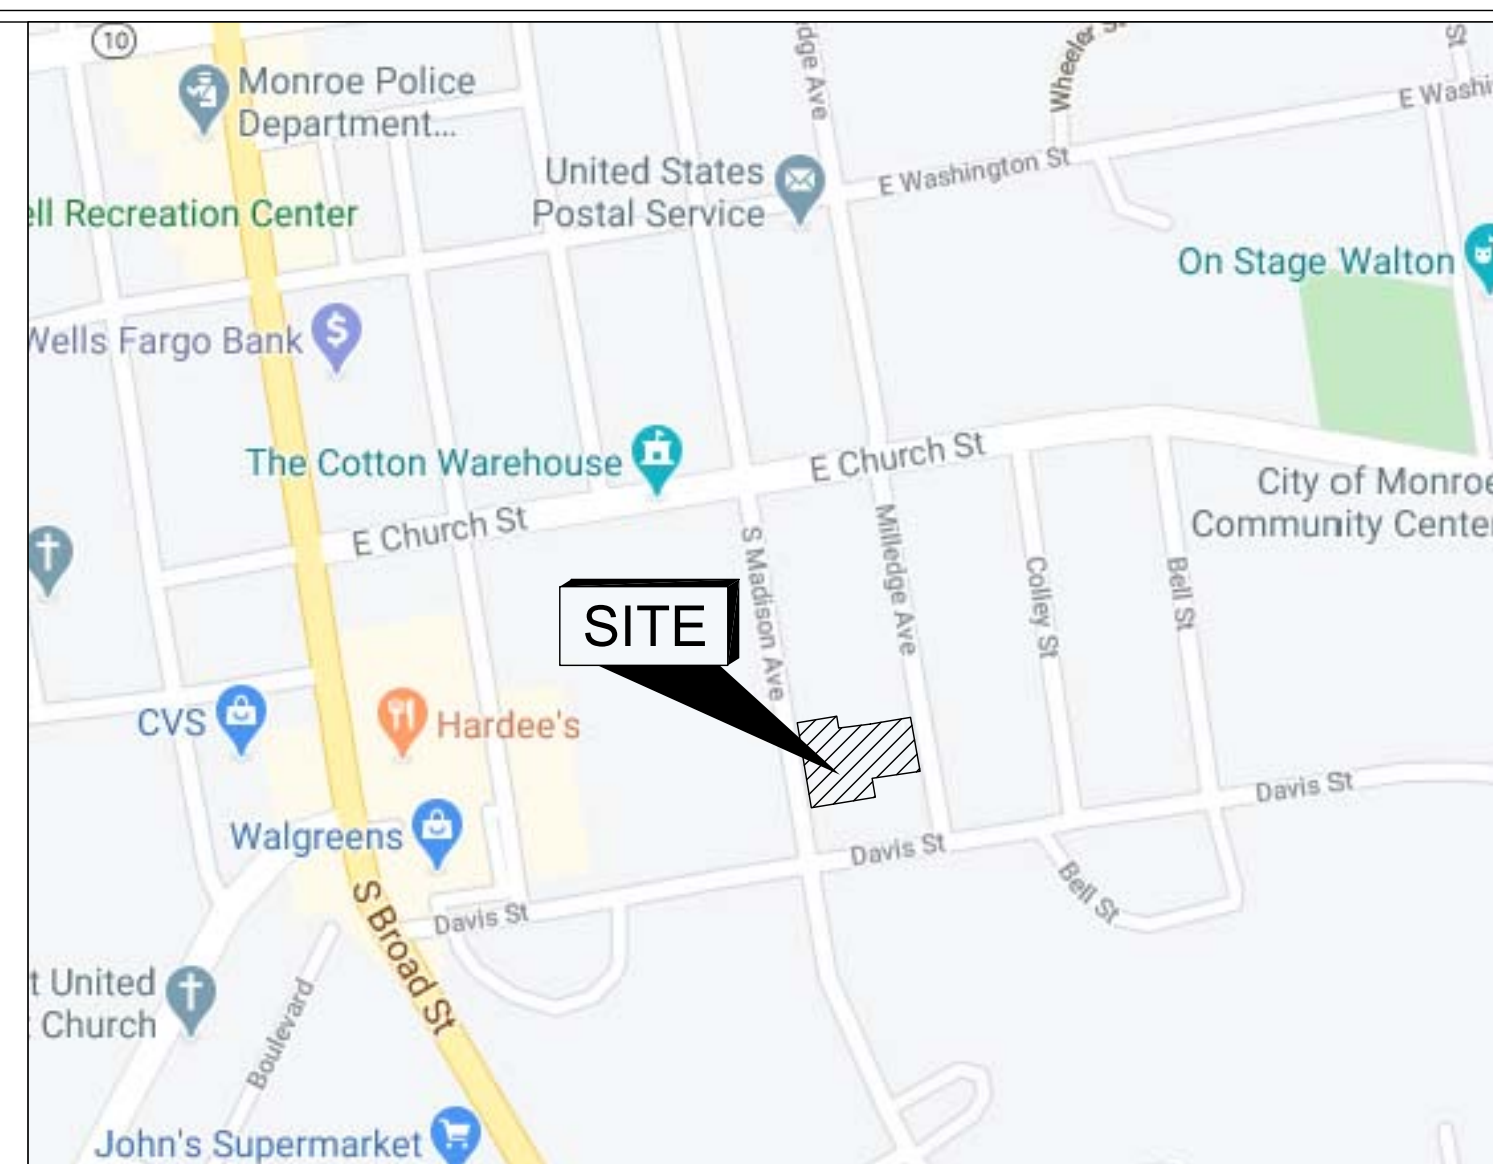 10
Monroe Police
Department...
dge Ave
Wheeler St
St
E Washi
United States
Postal Service
E Washington St
ell Recreation Center
On Stage Walton
Wells Fargo Bank
The Cotton Warehouse
E Church St
E Church St
City of Monroe
Community Center
S Madison Ave
Milledge Ave
Colley St
Bell St
SITE
CVS
Hardee's
Walgreens
Davis St
Davis St
Davis St
Bell St
S Broad St
t United
Church
Boulevard
John's Supermarket